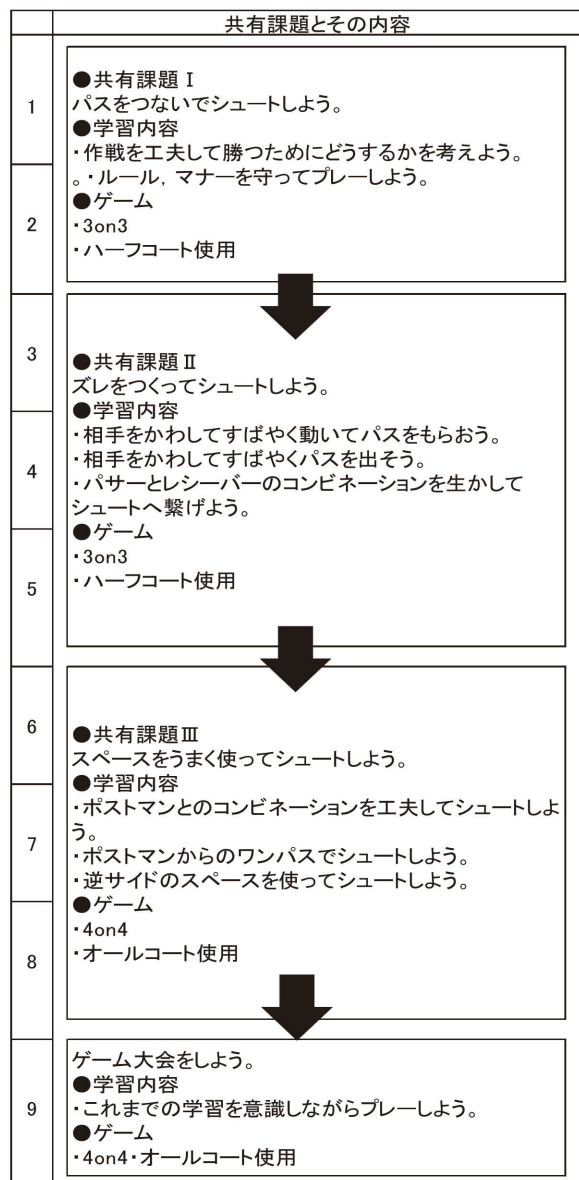 共有課題とその内容
1
●共有課題Ⅰ
パスをつないでシュートしよう。
●学習内容
・作戦を工夫して勝つためにどうするかを考えよう。
。・ルール，マナーを守ってプレーしよう。
2
●ゲーム
・3on3
・ハーフコート使用
3
●共有課題Ⅱ
ズレをつくってシュートしよう。
●学習内容
・相手をかわしてすばやく動いてパスをもらおう。
4
・相手をかわしてすばやくパスを出そう。
・パサーとレシーバーのコンビネーションを生かして
シュートへ繋げよう。
●ゲーム
・3on3
5
・ハーフコート使用
6
●共有課題Ⅲ
スペースをうまく使ってシュートしよう。
●学習内容
・ポストマンとのコンビネーションを工夫してシュートしよ
う。
7
・ポストマンからのワンパスでシュートしよう。
・逆サイドのスペースを使ってシュートしよう。
●ゲーム
・4on4
8
・オールコート使用
9
ゲーム大会をしよう。
●学習内容
・これまでの学習を意識しながらプレーしよう。
●ゲーム
・4on4・オールコート使用